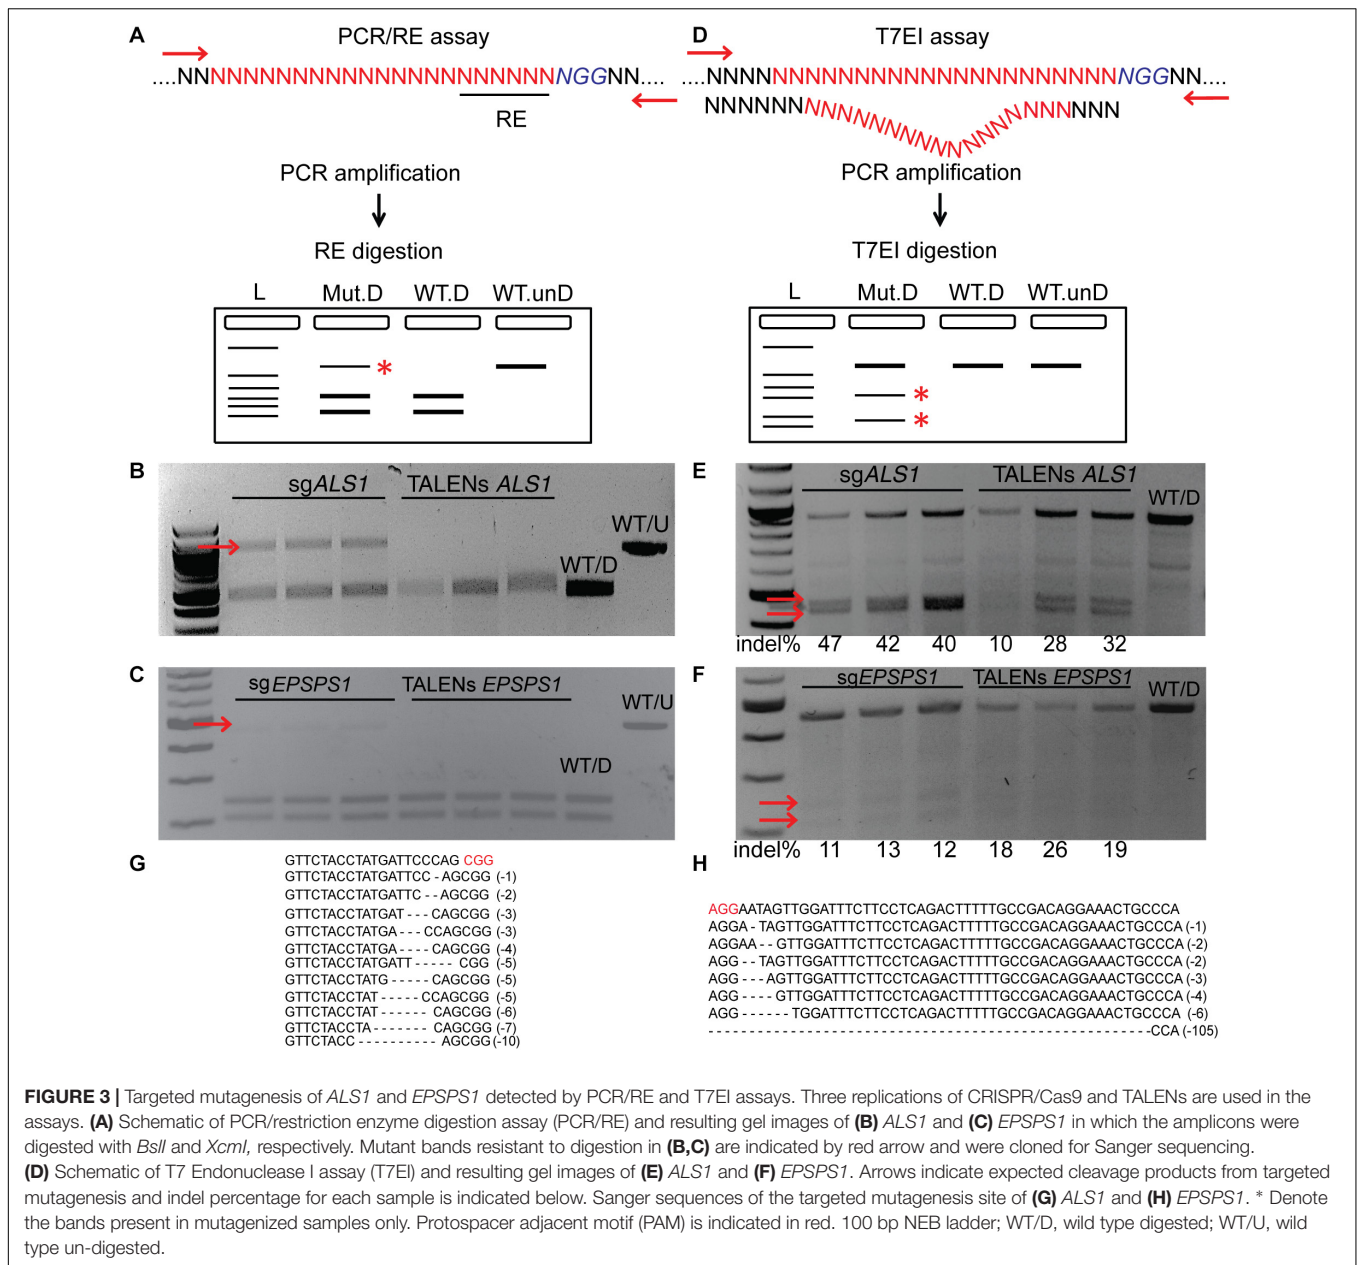 A
PCR/RE assay
....NNNNNNNNNNNNNNNNNNNNNNNNNGGNN....
RE
PCR amplification
RE digestion
L Mut.D WT.D WT.unD
*
D
T7EI assay
....NNNNNNNNNNNNNNNNNNNNNNNNNNGGNN....
NNNNNNNNNNNNNNNNNNNNNNNNNNNNN
PCR amplification
T7EI digestion
L Mut.D WT.D WT.unD
*
*
B
sgALS1 TALENs ALS1
WT/D
WT/U
E
sgALS1 TALENs ALS1
WT/D
indel% 47 42 40 10 28 32
C
sgEPSPS1 TALENs EPSPS1
WT/D
WT/U
F
sgEPSPS1 TALENs EPSPS1
WT/D
indel% 11 13 12 18 26 19
G
GTTCTACCTATGATTCCCAG CGG
GTTCTACCTATGATTCC - AGCGG (-1)
GTTCTACCTATGATTC - - AGCGG (-2)
GTTCTACCTATGAT - - - CAGCGG (-3)
GTTCTACCTATGA - - - CCAGCGG (-3)
GTTCTACCTATGA - - - - CAGCGG (-4)
GTTCTACCTATGATT - - - - - CGG (-5)
GTTCTACCTATG - - - - - CAGCGG (-5)
GTTCTACCTAT - - - - - CCAGCGG (-5)
GTTCTACCTAT - - - - - - CAGCGG (-6)
GTTCTACCTA - - - - - - - CAGCGG (-7)
GTTCTACC - - - - - - - - - - AGCGG (-10)
H
AGGAATAGTTGGATTTCTTCCTCAGACTTTTTGCCGACAGGAAACTGCCCA
AGGA - TAGTTGGATTTCTTCCTCAGACTTTTTGCCGACAGGAAACTGCCCA (-1)
AGGAA - - GTTGGATTTCTTCCTCAGACTTTTTGCCGACAGGAAACTGCCCA (-2)
AGG - - TAGTTGGATTTCTTCCTCAGACTTTTTGCCGACAGGAAACTGCCCA (-2)
AGG - - - AGTTGGATTTCTTCCTCAGACTTTTTGCCGACAGGAAACTGCCCA (-3)
AGG - - - - GTTGGATTTCTTCCTCAGACTTTTTGCCGACAGGAAACTGCCCA (-4)
AGG - - - - - - TGGATTTCTTCCTCAGACTTTTTGCCGACAGGAAACTGCCCA (-6)
- - - - - - - - - - - - - - - - - - - - - - - - - - - - - - - - - - - - - - - - - - - - - - - - CCA (-105)
FIGURE 3 | Targeted mutagenesis of ALS1 and EPSPS1 detected by PCR/RE and T7EI assays. Three replications of CRISPR/Cas9 and TALENs are used in the
assays. (A) Schematic of PCR/restriction enzyme digestion assay (PCR/RE) and resulting gel images of (B) ALS1 and (C) EPSPS1 in which the amplicons were
digested with BslI and XcmI, respectively. Mutant bands resistant to digestion in (B,C) are indicated by red arrow and were cloned for Sanger sequencing.
(D) Schematic of T7 Endonuclease I assay (T7EI) and resulting gel images of (E) ALS1 and (F) EPSPS1. Arrows indicate expected cleavage products from targeted
mutagenesis and indel percentage for each sample is indicated below. Sanger sequences of the targeted mutagenesis site of (G) ALS1 and (H) EPSPS1. * Denote
the bands present in mutagenized samples only. Protospacer adjacent motif (PAM) is indicated in red. 100 bp NEB ladder; WT/D, wild type digested; WT/U, wild
type un-digested.